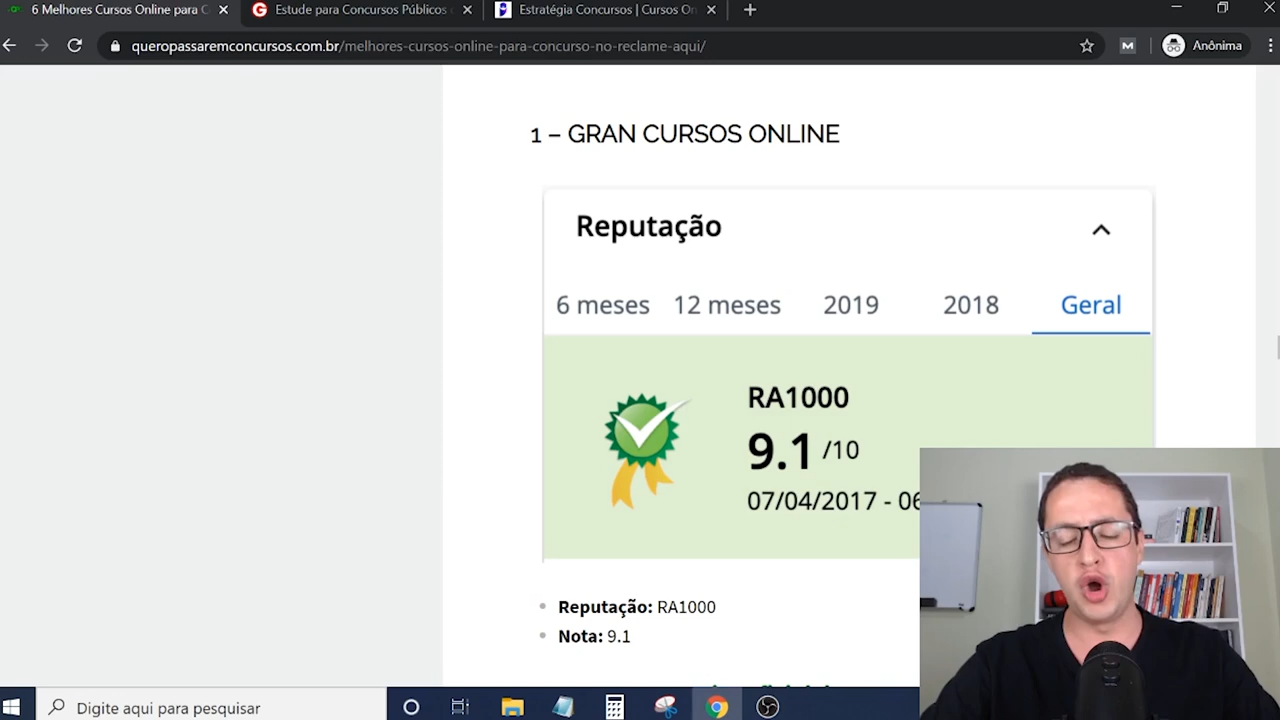 6 Melhores Cursos Online para C
Estude para Concursos Públicos
Estratégia Concursos | Cursos On
queropassaremconcursos.com.br/melhores-cursos-online-para-concurso-no-reclame-aqui/
Anônima
1 – GRAN CURSOS ONLINE
Reputação
6 meses 12 meses 2019 2018 Geral
RA1000
9.1 /10
07/04/2017 - 06
Reputação: RA1000
Nota: 9.1
Digite aqui para pesquisar